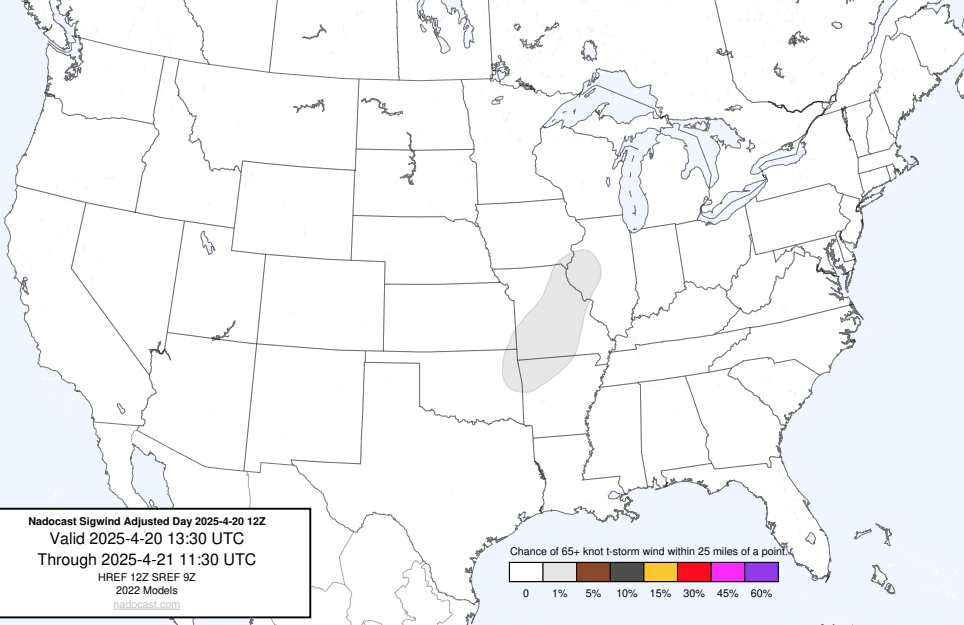 Nadocast Sigwind Adjusted Day 2025-4-20 12Z
Valid 2025-4-20 13:30 UTC
Through 2025-4-21 11:30 UTC
HREF 12Z SREF 9Z
2022 Models
nadocast.com
Chance of 65+ knot t-storm wind within 25 miles of a point.
0 1% 5% 10% 15% 30% 45% 60%